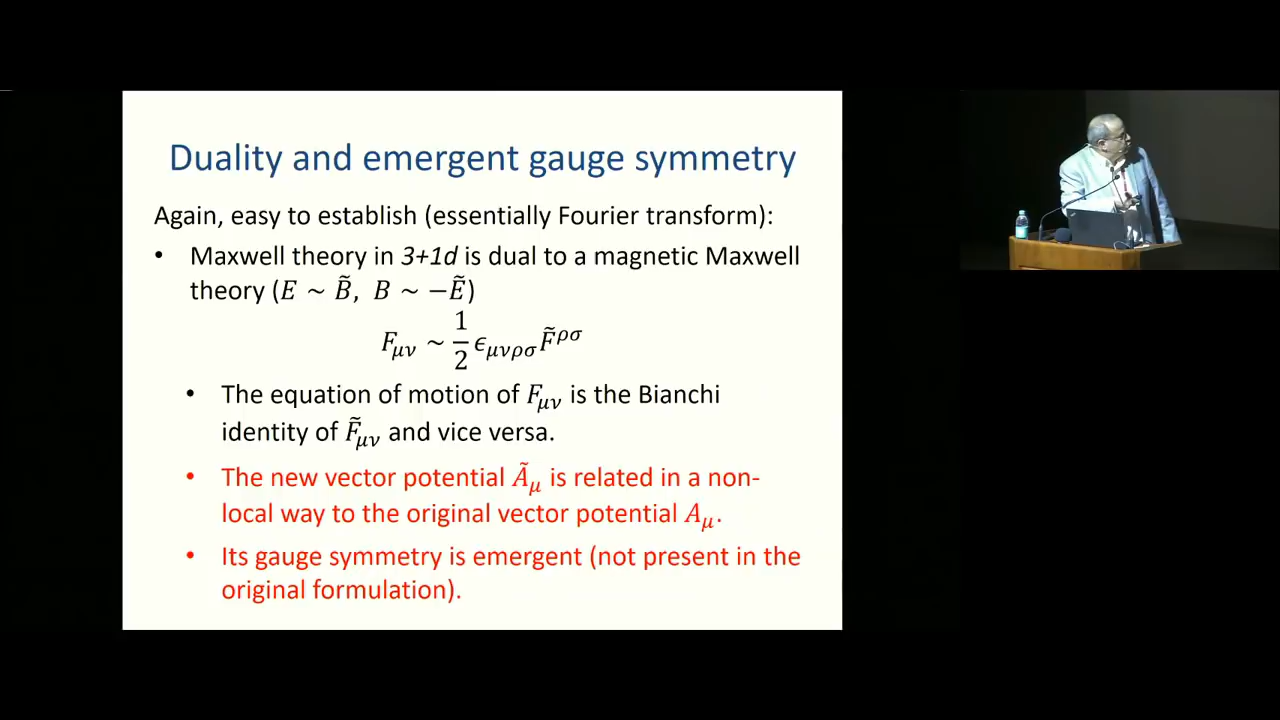 Duality and emergent gauge symmetry
Again, easy to establish (essentially Fourier transform):
• Maxwell theory in 3+1d is dual to a magnetic Maxwell
theory (E ~ B̃, B ~ −Ẽ)
F_μν ~ 1/2 ϵ_μνρσ F̃^ρσ
• The equation of motion of F_μν is the Bianchi
identity of F̃_μν and vice versa.
• The new vector potential Ã_μ is related in a non-
local way to the original vector potential A_μ.
• Its gauge symmetry is emergent (not present in the
original formulation).